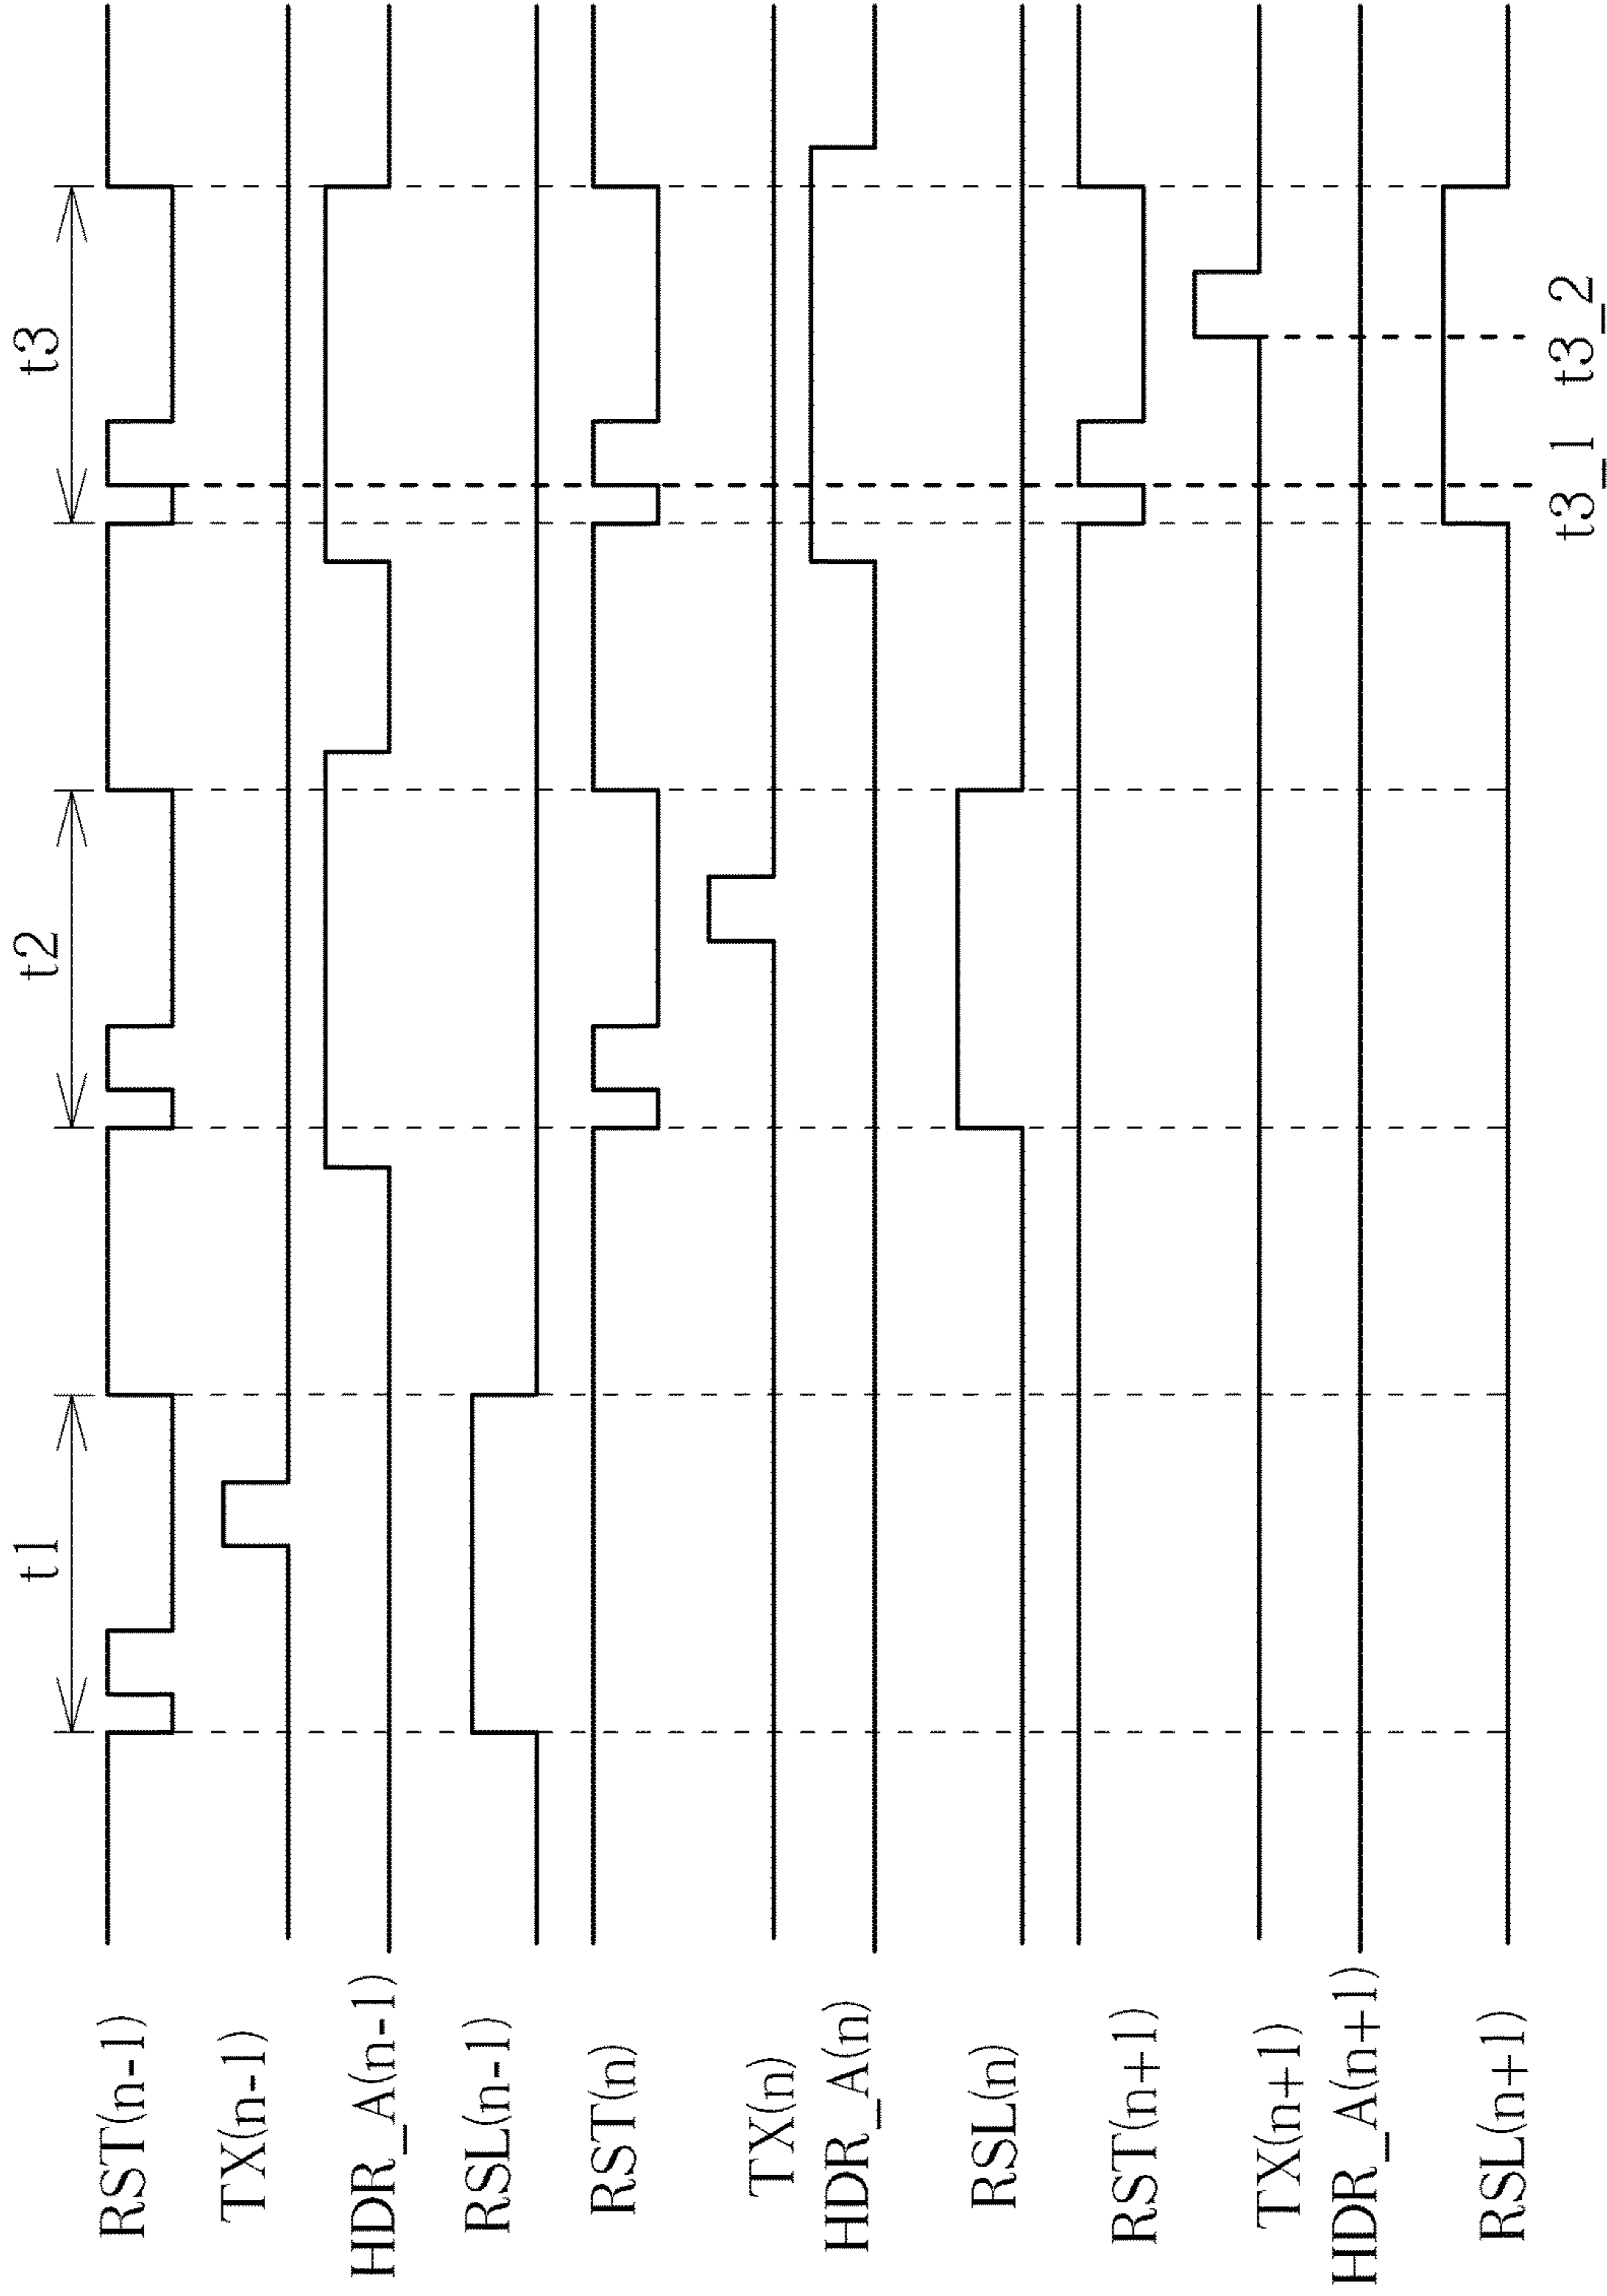 t1
t2
t3
RST(n-1)
TX(n-1)
HDR_A(n-1)
RSL(n-1)
RST(n)
TX(n)
HDR_A(n)
RSL(n)
RST(n+1)
TX(n+1)
HDR_A(n+1)
RSL(n+1)
t3_1 t3_2